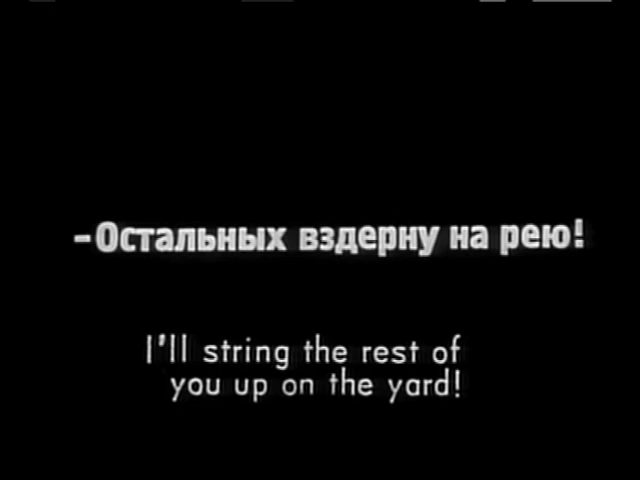 -Остальных вздерну на рею!
I'll string the rest of
you up on the yard!